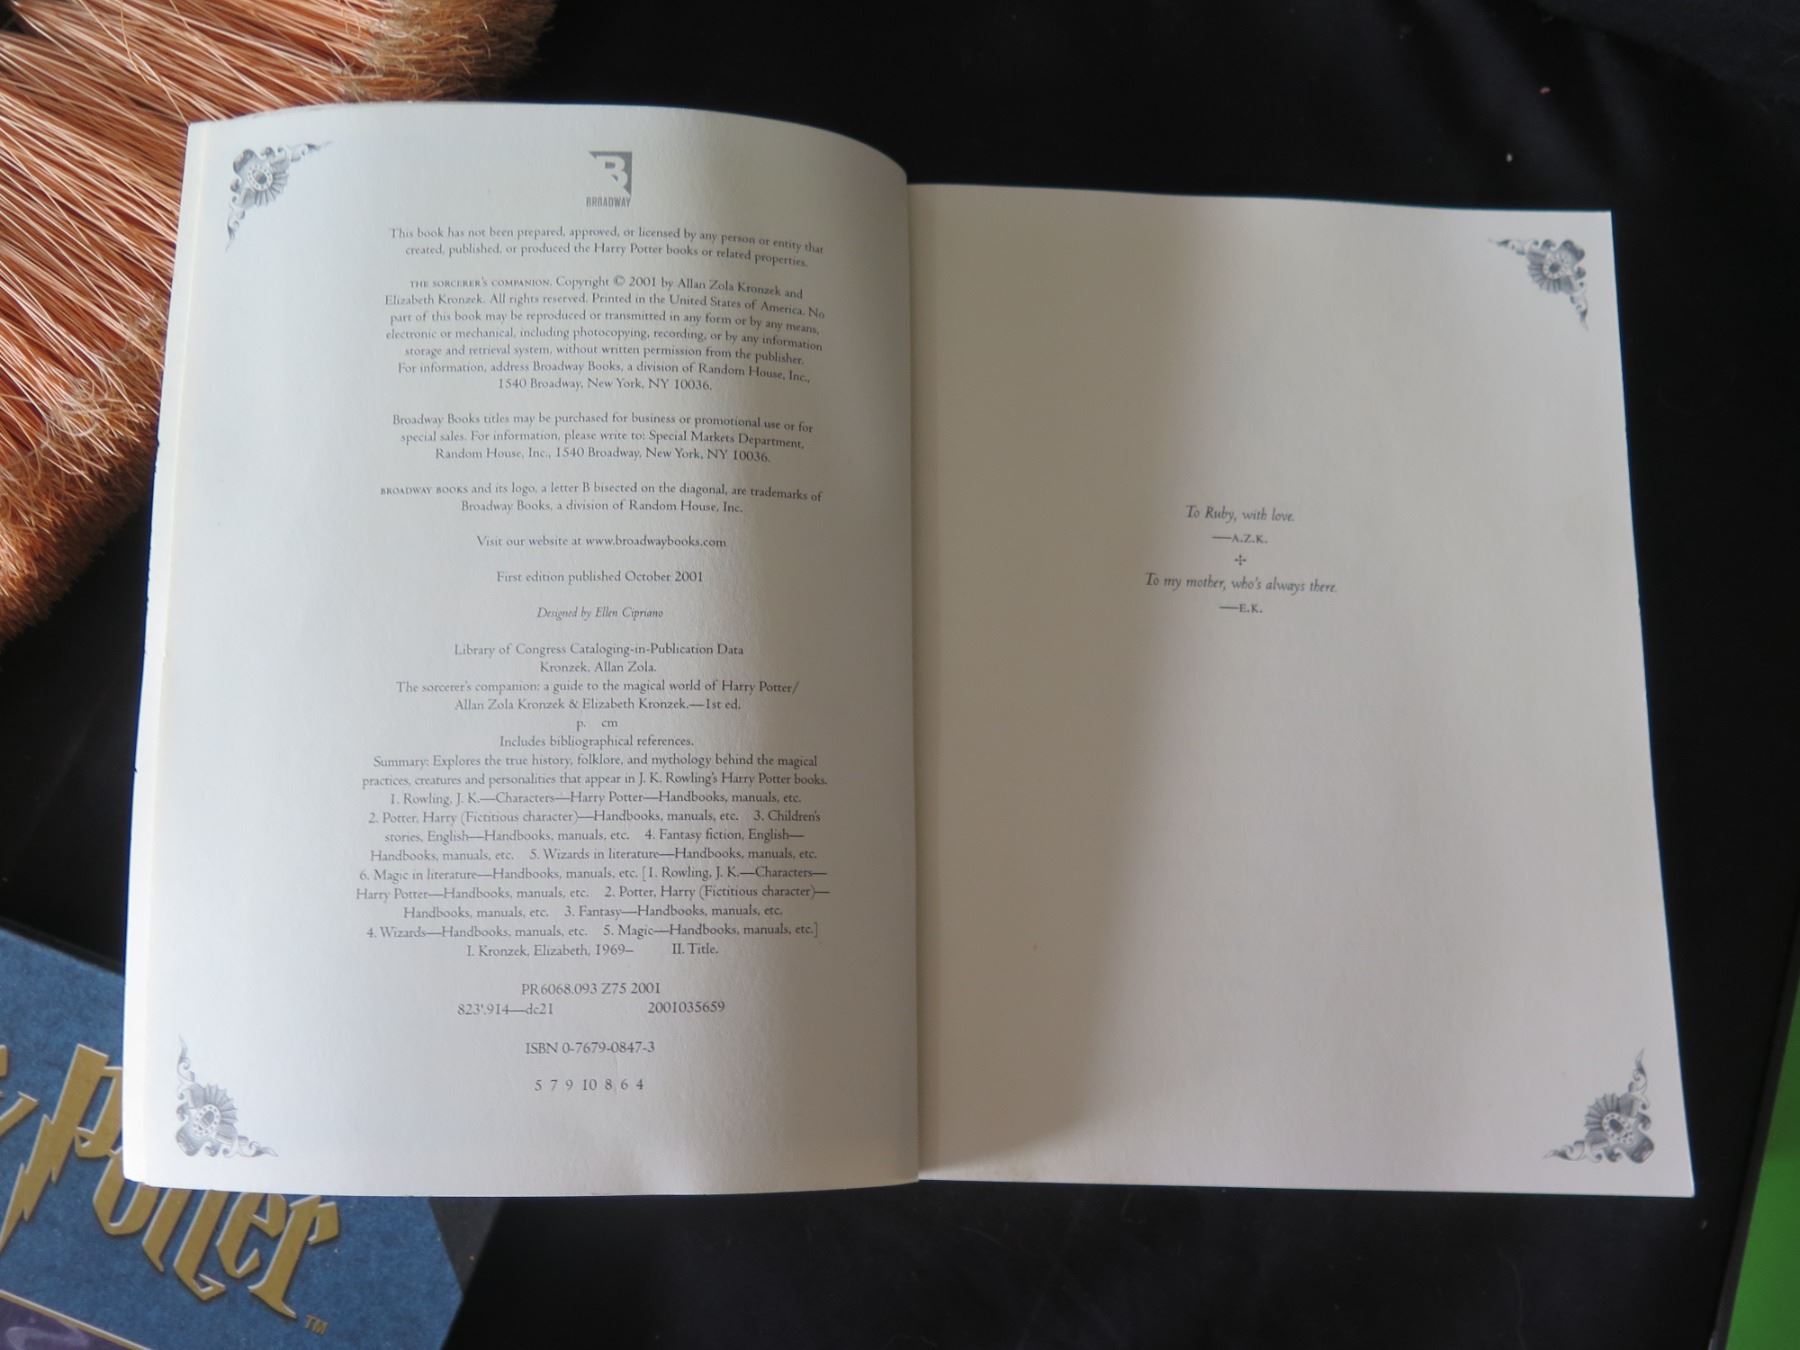 BROADWAY
This book has not been prepared, approved, or licensed by any person or entity that
created, published, or produced the Harry Potter books or related properties.
THE SORCERER'S COMPANION. Copyright © 2001 by Allan Zola Kronzek and
Elizabeth Kronzek. All rights reserved. Printed in the United States of America. No
part of this book may be reproduced or transmitted in any form or by any means,
electronic or mechanical, including photocopying, recording, or by any information
storage and retrieval system, without written permission from the publisher.
For information, address Broadway Books, a division of Random House, Inc.,
1540 Broadway, New York, NY 10036.
Broadway Books titles may be purchased for business or promotional use or for
special sales. For information, please write to: Special Markets Department,
Random House, Inc., 1540 Broadway, New York, NY 10036.
BROADWAY BOOKS and its logo, a letter B bisected on the diagonal, are trademarks of
Broadway Books, a division of Random House, Inc.
Visit our website at www.broadwaybooks.com
First edition published October 2001
Designed by Ellen Cipriano
Library of Congress Cataloging-in-Publication Data
Kronzek, Allan Zola.
The sorcerer's companion: a guide to the magical world of Harry Potter/
Allan Zola Kronzek & Elizabeth Kronzek.—1st ed.
p. cm
Includes bibliographical references.
Summary: Explores the true history, folklore, and mythology behind the magical
practices, creatures and personalities that appear in J. K. Rowling's Harry Potter books.
1. Rowling, J. K.—Characters—Harry Potter—Handbooks, manuals, etc.
2. Potter, Harry (Fictitious character)—Handbooks, manuals, etc. 3. Children's
stories, English—Handbooks, manuals, etc. 4. Fantasy fiction, English—
Handbooks, manuals, etc. 5. Wizards in literature—Handbooks, manuals, etc.
6. Magic in literature—Handbooks, manuals, etc. [1. Rowling, J. K.—Characters—
Harry Potter—Handbooks, manuals, etc. 2. Potter, Harry (Fictitious character)—
Handbooks, manuals, etc. 3. Fantasy—Handbooks, manuals, etc.
4. Wizards—Handbooks, manuals, etc. 5. Magic—Handbooks, manuals, etc.]
I. Kronzek, Elizabeth, 1969– II. Title.
PR6068.093 Z75 2001
823'.914—dc21 2001035659
ISBN 0-7679-0847-3
5 7 9 10 8 6 4
To Ruby, with love.
—A.Z.K.
To my mother, who's always there.
—E.K.
Potter™